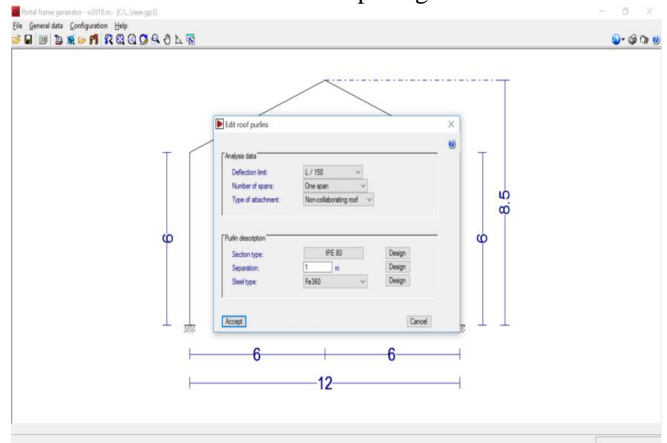 Portal frame generator - v2018.m - [C:\...\new.gp3]
File General data Configuration Help
Edit roof purlins
Analysis data
Deflection limit: L / 150
Number of spans: One span
Type of attachment: Non-collaborating roof
Purlin description
Section type: IPE 80 Design
Separation: 1 m Design
Steel type: Fe360 Design
Accept Cancel
6
6
8.5
6 6
12